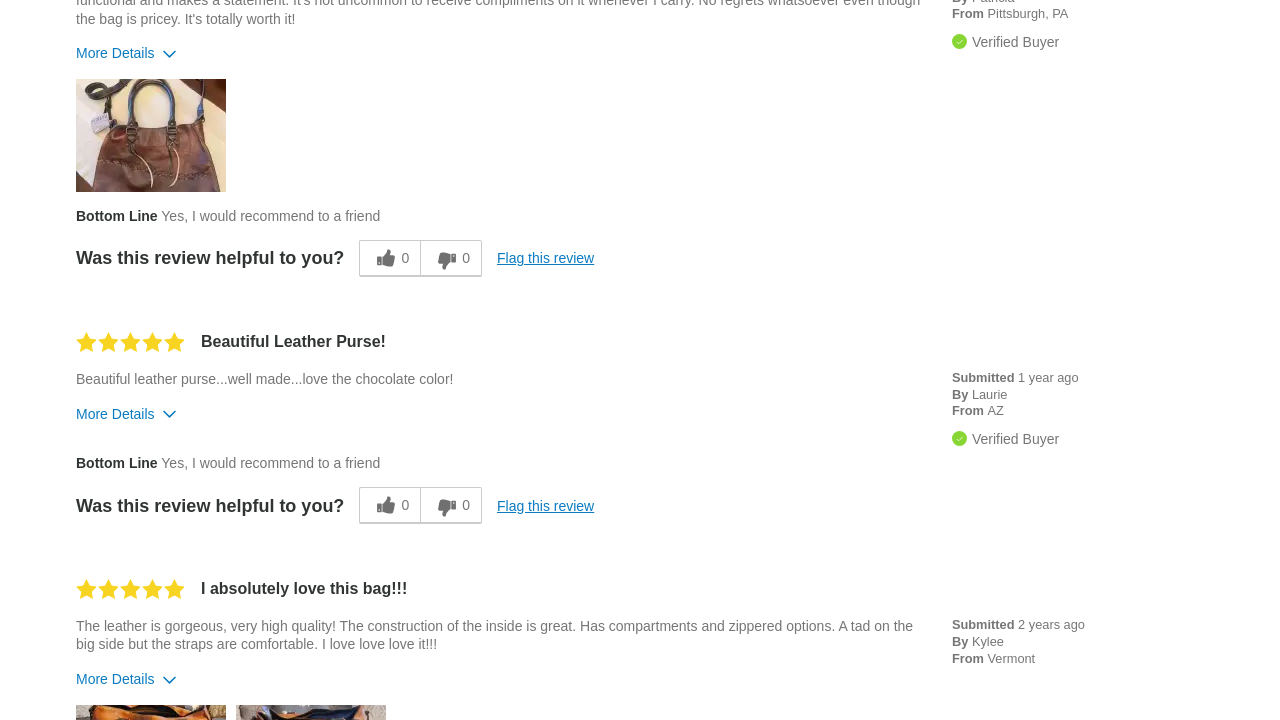 functional and makes a statement. It's not uncommon to receive compliments on it whenever I carry. No regrets whatsoever even though
the bag is pricey. It's totally worth it!
By Patricia
From Pittsburgh, PA
Verified Buyer
More Details
Bottom Line Yes, I would recommend to a friend
Was this review helpful to you? 0 0 Flag this review
Beautiful Leather Purse!
Beautiful leather purse...well made...love the chocolate color!
Submitted 1 year ago
By Laurie
From AZ
Verified Buyer
More Details
Bottom Line Yes, I would recommend to a friend
Was this review helpful to you? 0 0 Flag this review
I absolutely love this bag!!!
The leather is gorgeous, very high quality! The construction of the inside is great. Has compartments and zippered options. A tad on the
big side but the straps are comfortable. I love love love it!!!
Submitted 2 years ago
By Kylee
From Vermont
More Details